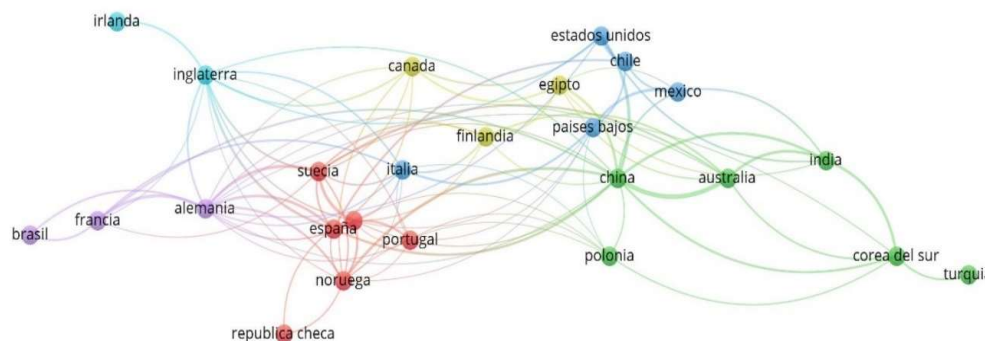 irlanda
estados unidos
inglaterra
canada
chile
egipto
mexico
finlandia
paises bajos
suecia
italia
china
australia
india
brasil
francia
alemania
españa
portugal
noruega
polonia
corea del sur
turquia
republica checa